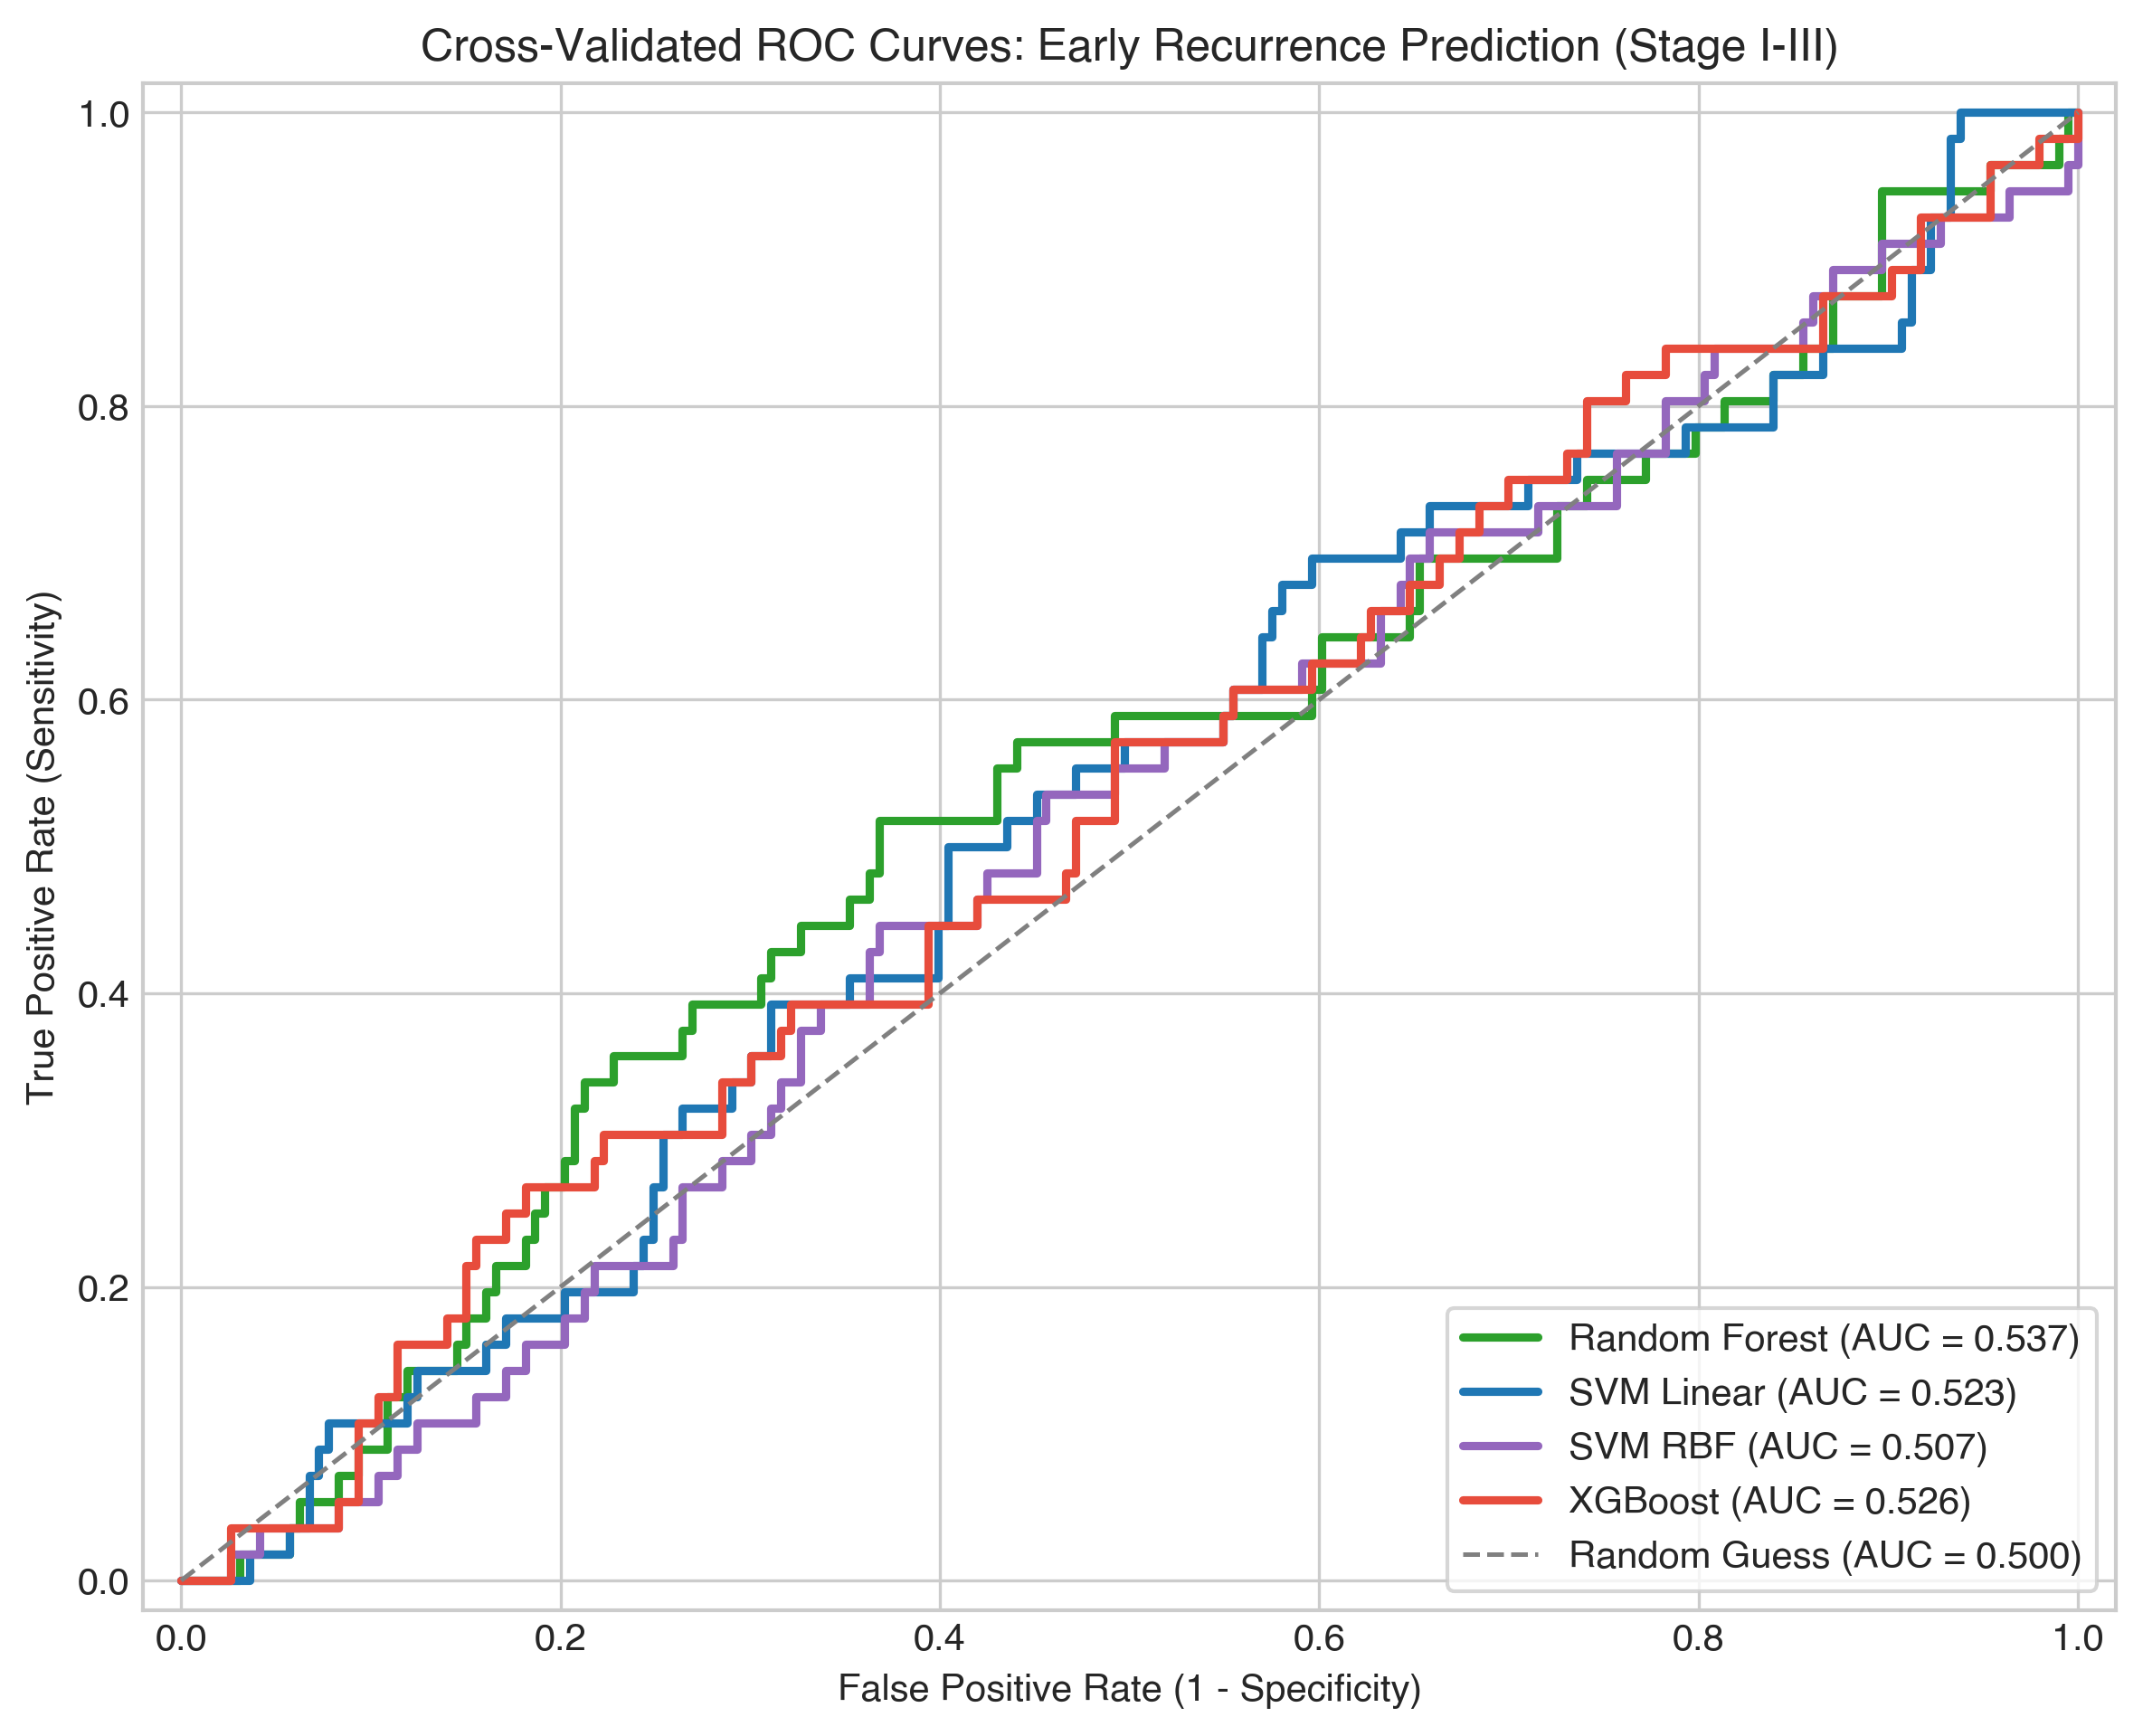 Cross-Validated ROC Curves: Early Recurrence Prediction (Stage I-III)
True Positive Rate (Sensitivity)
1.0
0.8
0.6
0.4
0.2
0.0
Random Forest (AUC = 0.537)
SVM Linear (AUC = 0.523)
SVM RBF (AUC = 0.507)
XGBoost (AUC = 0.526)
Random Guess (AUC = 0.500)
0.0 0.2 0.4 0.6 0.8 1.0
False Positive Rate (1 - Specificity)